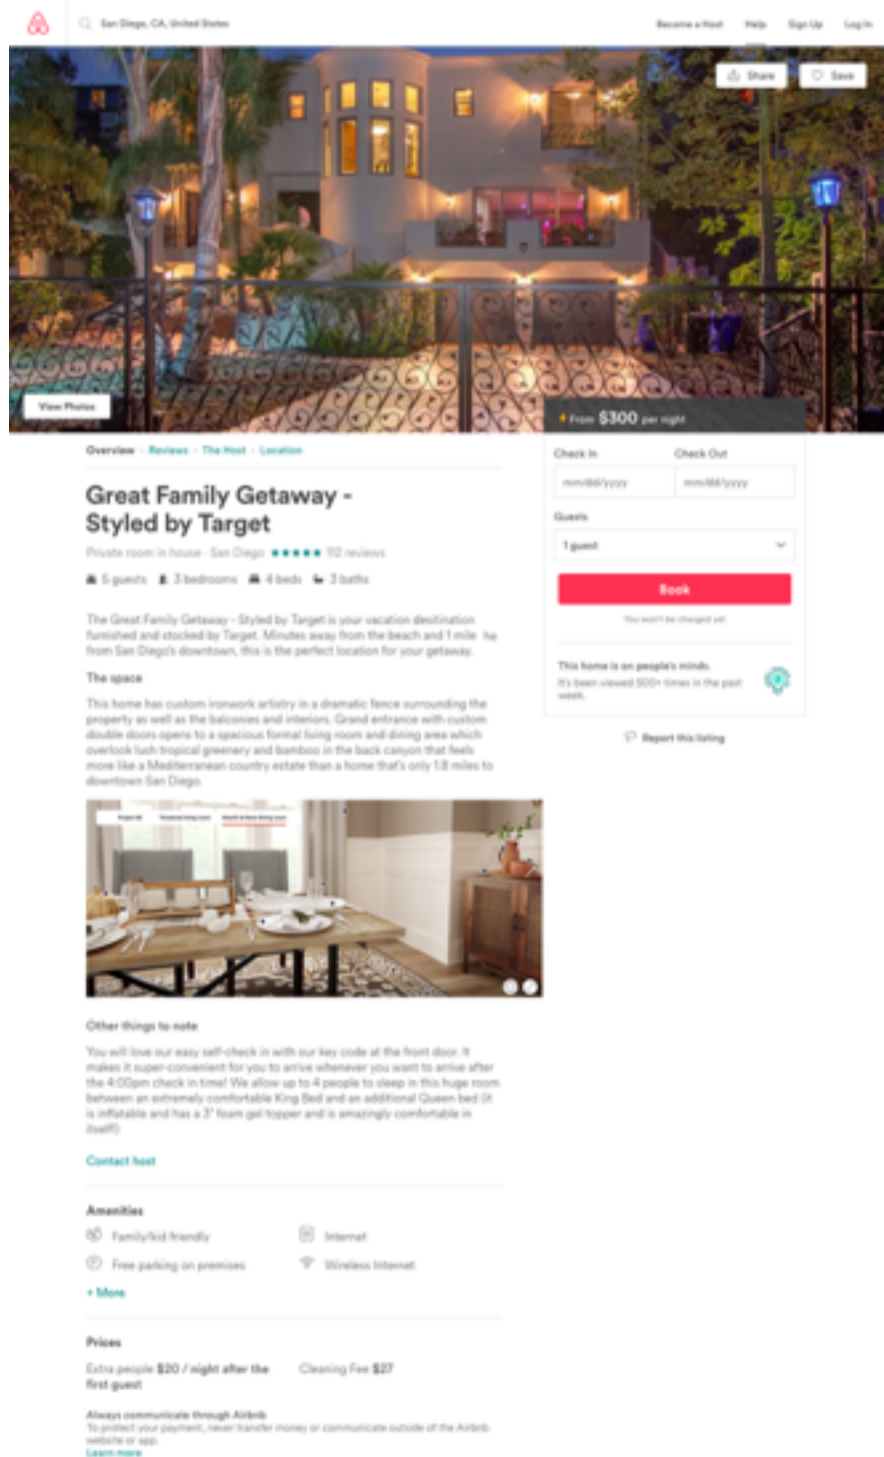 San Diego, CA, United States
Become a Host
Help
Sign Up
Log In
Share
Save
View Photos
From $300 per night
Overview · Reviews · The Host · Location
Check In
Check Out
mm/dd/yyyy
mm/dd/yyyy
Great Family Getaway -
Styled by Target
Guests
1 guest
Private room in house · San Diego ★★★★★ 112 reviews
5 guests 3 bedrooms 4 beds 3 baths
Book
You won't be charged yet
The Great Family Getaway - Styled by Target is your vacation desitination
furnished and stocked by Target. Minutes away from the beach and 1 mile he
from San Diego's downtown, this is the perfect location for your getaway.
This home is on people's minds.
It's been viewed 500+ times in the past
week.
Report this listing
The space
This home has custom ironwork artistry in a dramatic fence surrounding the
property as well as the balconies and interiors. Grand entrance with custom
double doors opens to a spacious formal living room and dining area which
overlook lush tropical greenery and bamboo in the back canyon that feels
more like a Mediterranean country estate than a home that's only 1.8 miles to
downtown San Diego.
Project 62
Other things to note
You will love our easy self-check in with our key code at the front door. It
makes it super-convenient for you to arrive whenever you want to arrive after
the 4:00pm check in time! We allow up to 4 people to sleep in this huge room
between an extremely comfortable King Bed and an additional Queen bed (it
is inflatable and has a 3" foam gel topper and is amazingly comfortable in
itself!)
Contact host
Amenities
Family/kid friendly
Internet
Free parking on premises
Wireless Internet
+ More
Prices
Extra people $20 / night after the
first guest
Cleaning Fee $27
Always communicate through Airbnb
To protect your payment, never transfer money or communicate outside of the Airbnb
website or app.
Learn more